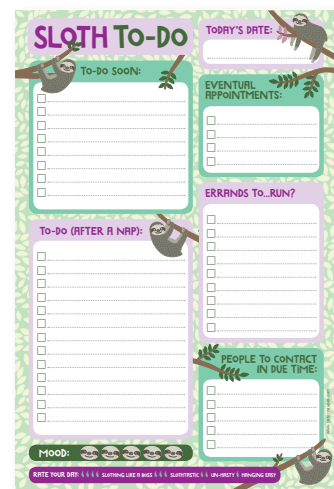 SLOTH TO-DO
TODAY'S DATE:
TO-DO SOON:
EVENTUAL
APPOINTMENTS:
ERRANDS TO...RUN?
TO-DO (AFTER A NAP):
PEOPLE TO CONTACT
IN DUE TIME:
MOOD:
RATE YOUR DAY: SLOTHING LIKE A BOSS SLOTHTASTIC UN-HASTY HANGING EASY